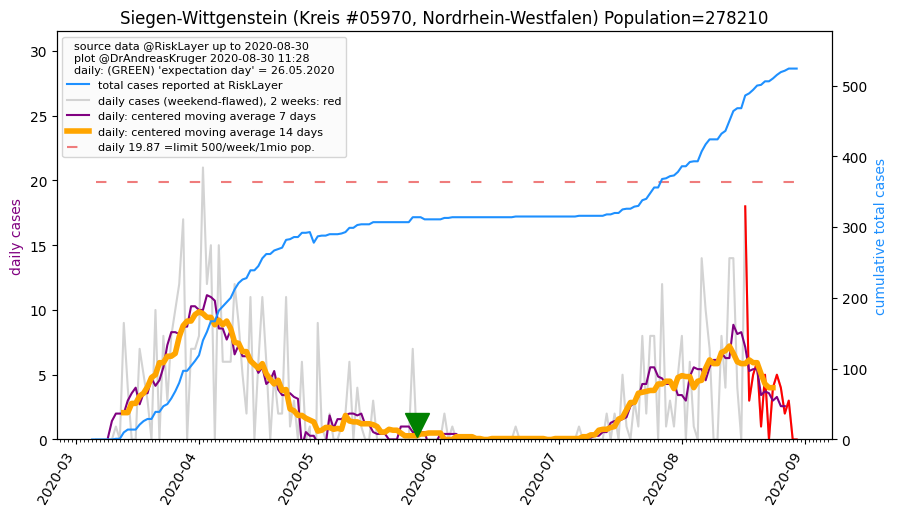 Siegen-Wittgenstein (Kreis #05970, Nordrhein-Westfalen) Population=278210
source data @RiskLayer up to 2020-08-30
plot @DrAndreasKruger 2020-08-30 11:28
daily: (GREEN) 'expectation day' = 26.05.2020
total cases reported at RiskLayer
daily cases (weekend-flawed), 2 weeks: red
daily: centered moving average 7 days
daily: centered moving average 14 days
daily 19.87 =limit 500/week/1mio pop.
daily cases
30
25
20
15
10
5
0
cumulative total cases
500
400
300
200
100
0
2020-03
2020-04
2020-05
2020-06
2020-07
2020-08
2020-09